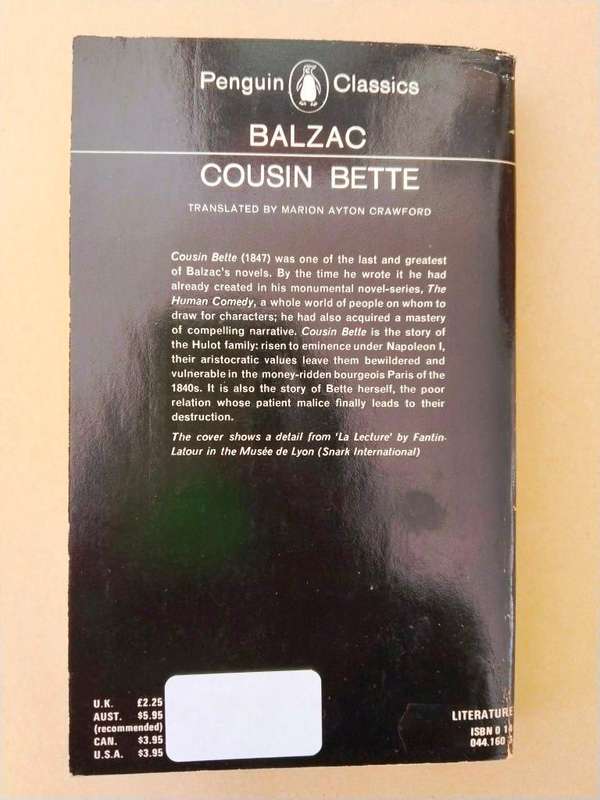 Penguin Classics
BALZAC
COUSIN BETTE
TRANSLATED BY MARION AYTON CRAWFORD
Cousin Bette (1847) was one of the last and greatest
of Balzac's novels. By the time he wrote it he had
already created in his monumental novel-series, The
Human Comedy, a whole world of people on whom to
draw for characters; he had also acquired a mastery
of compelling narrative. Cousin Bette is the story of
the Hulot family: risen to eminence under Napoleon I,
their aristocratic values leave them bewildered and
vulnerable in the money-ridden bourgeois Paris of the
1840s. It is also the story of Bette herself, the poor
relation whose patient malice finally leads to their
destruction.
The cover shows a detail from 'La Lecture' by Fantin-
Latour in the Musée de Lyon (Snark International)
U.K. £2.25
AUST. $5.95
(recommended)
CAN. $3.95
U.S.A. $3.95
LITERATURE
ISBN 0 14
044.160